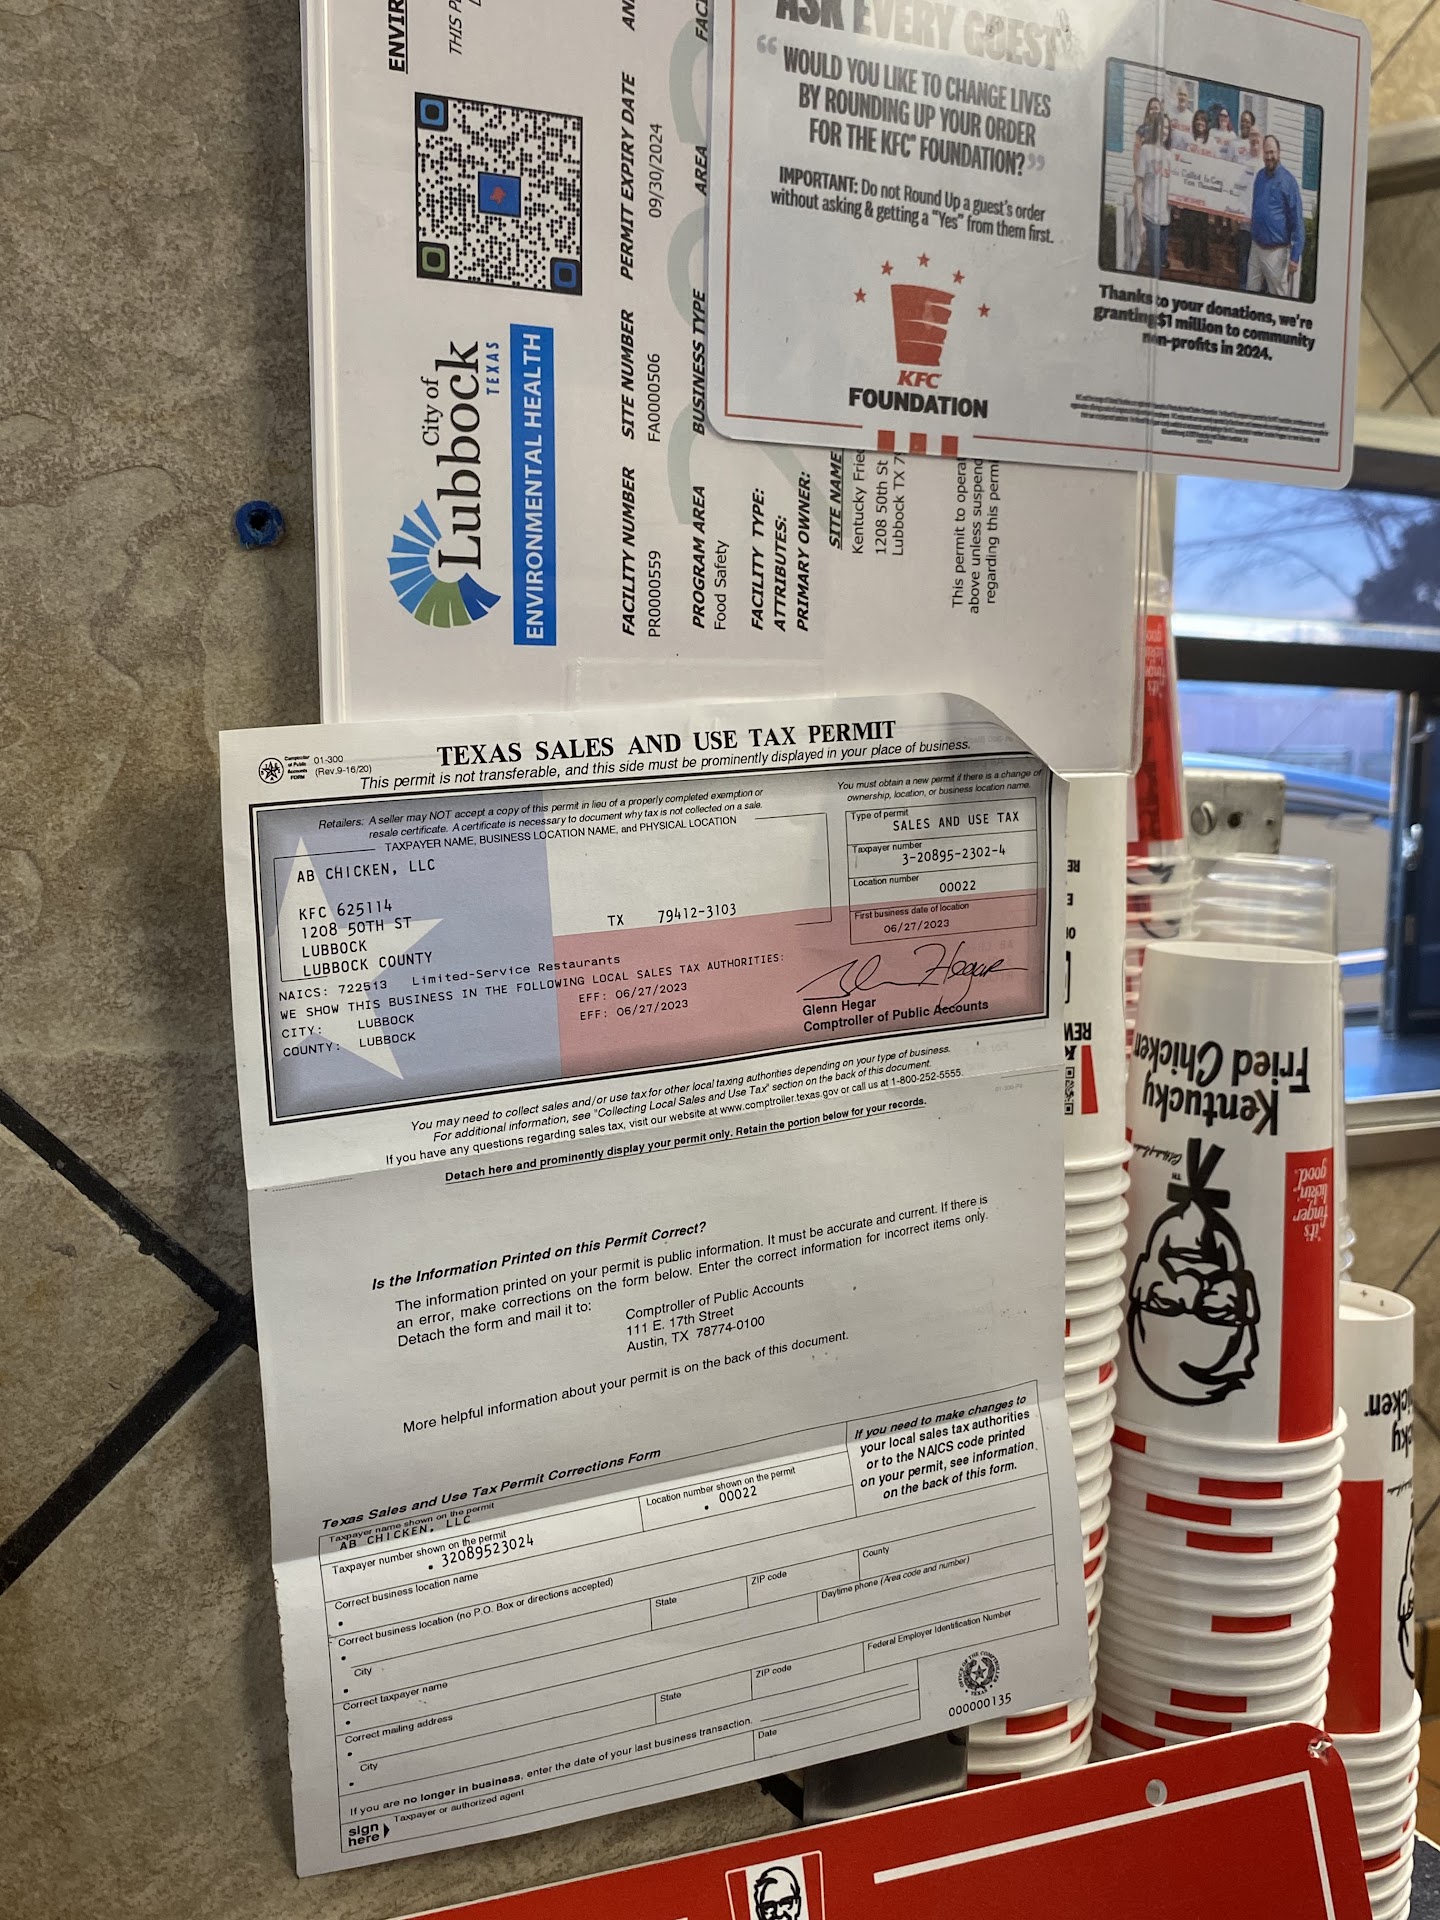 ENVIR
THIS P
City of
Lubbock
TEXAS
ENVIRONMENTAL HEALTH
FACILITY NUMBER SITE NUMBER PERMIT EXPIRY DATE
PR0000559 FA0000506 09/30/2024
PROGRAM AREA BUSINESS TYPE AREA
Food Safety
FACILITY TYPE:
ATTRIBUTES:
PRIMARY OWNER:
SITE NAME
Kentucky Frie
1208 50th St
Lubbock TX 7
This permit to opera
above unless suspend
regarding this permi
ASK EVERY GUEST
“WOULD YOU LIKE TO CHANGE LIVES
BY ROUNDING UP YOUR ORDER
FOR THE KFC® FOUNDATION?”
IMPORTANT: Do not Round Up a guest's order
without asking & getting a "Yes" from them first.
KFC
FOUNDATION
Thanks to your donations, we're
granting $1 million to community
non-profits in 2024.
Comptroller
of Public
Accounts
FORM
01-300
(Rev.9-16/20)
TEXAS SALES AND USE TAX PERMIT
This permit is not transferable, and this side must be prominently displayed in your place of business.
Retailers: A seller may NOT accept a copy of this permit in lieu of a properly completed exemption or
resale certificate. A certificate is necessary to document why tax is not collected on a sale.
You must obtain a new permit if there is a change of
ownership, location, or business location name.
TAXPAYER NAME, BUSINESS LOCATION NAME, and PHYSICAL LOCATION
AB CHICKEN, LLC
KFC 625114
1208 50TH ST
LUBBOCK TX 79412-3103
LUBBOCK COUNTY
Type of permit
SALES AND USE TAX
Taxpayer number
3-20895-2302-4
Location number
00022
First business date of location
06/27/2023
NAICS: 722513 Limited-Service Restaurants
WE SHOW THIS BUSINESS IN THE FOLLOWING LOCAL SALES TAX AUTHORITIES:
CITY: LUBBOCK EFF: 06/27/2023
COUNTY: LUBBOCK EFF: 06/27/2023
Glenn Hegar
Glenn Hegar
Comptroller of Public Accounts
You may need to collect sales and/or use tax for other local taxing authorities depending on your type of business.
For additional information, see "Collecting Local Sales and Use Tax" section on the back of this document.
If you have any questions regarding sales tax, visit our website at www.comptroller.texas.gov or call us at 1-800-252-5555.
Detach here and prominently display your permit only. Retain the portion below for your records.
Is the Information Printed on this Permit Correct?
The information printed on your permit is public information. It must be accurate and current. If there is
an error, make corrections on the form below. Enter the correct information for incorrect items only.
Detach the form and mail it to:
Comptroller of Public Accounts
111 E. 17th Street
Austin, TX 78774-0100
More helpful information about your permit is on the back of this document.
Texas Sales and Use Tax Permit Corrections Form
If you need to make changes to
your local sales tax authorities
or to the NAICS code printed
on your permit, see information
on the back of this form.
Taxpayer name shown on the permit
AB CHICKEN, LLC
Location number shown on the permit
• 00022
Taxpayer number shown on the permit
• 32089523024
Correct business location name
Correct business location (no P.O. Box or directions accepted)
City State ZIP code County
Correct taxpayer name
Daytime phone (Area code and number)
Correct mailing address
City State ZIP code Federal Employer Identification Number
If you are no longer in business, enter the date of your last business transaction.
sign here
Taxpayer or authorized agent
Date
OFFICE OF THE COMPTROLLER
TEXAS
000000135
Kentucky
Fried Chicken
TM
"it's
finger
lickin'
good."